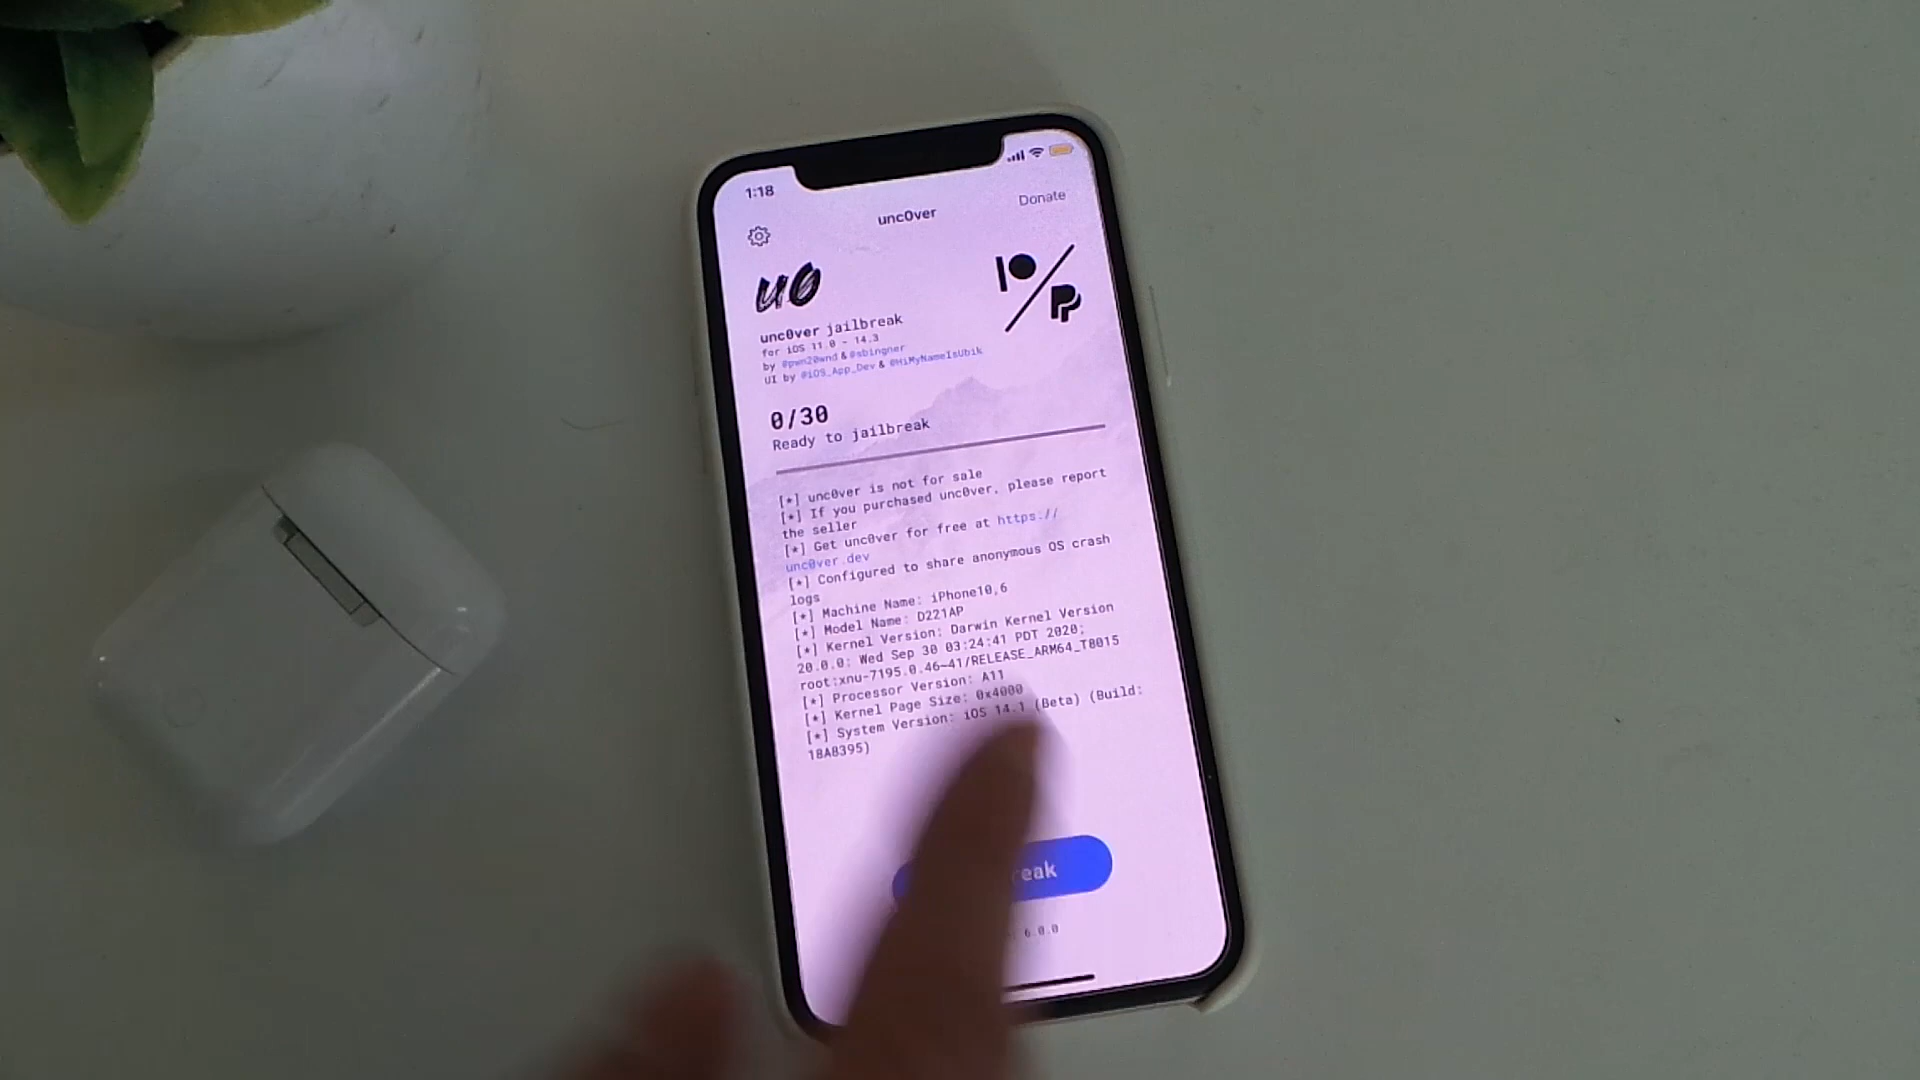 1:18
Donate
unc0ver
u0
unc0ver jailbreak
for iOS 11.0 - 14.3
by @pwn20wnd & @sbingner
UI by @iOS_App_Dev & @HiMyNameIsUbik
0/30
Ready to jailbreak
[*] unc0ver is not for sale
[*] If you purchased unc0ver, please report
the seller
[*] Get unc0ver for free at https://
unc0ver.dev
[*] Configured to share anonymous OS crash
logs
[*] Machine Name: iPhone10,6
[*] Model Name: D221AP
[*] Kernel Version: Darwin Kernel Version
20.0.0: Wed Sep 30 03:24:41 PDT 2020;
root:xnu-7195.0.46~41/RELEASE_ARM64_T8015
[*] Processor Version: A11
[*] Kernel Page Size: 0x4000
[*] System Version: iOS 14.1 (Beta) (Build:
18A8395)
reak
6.0.0